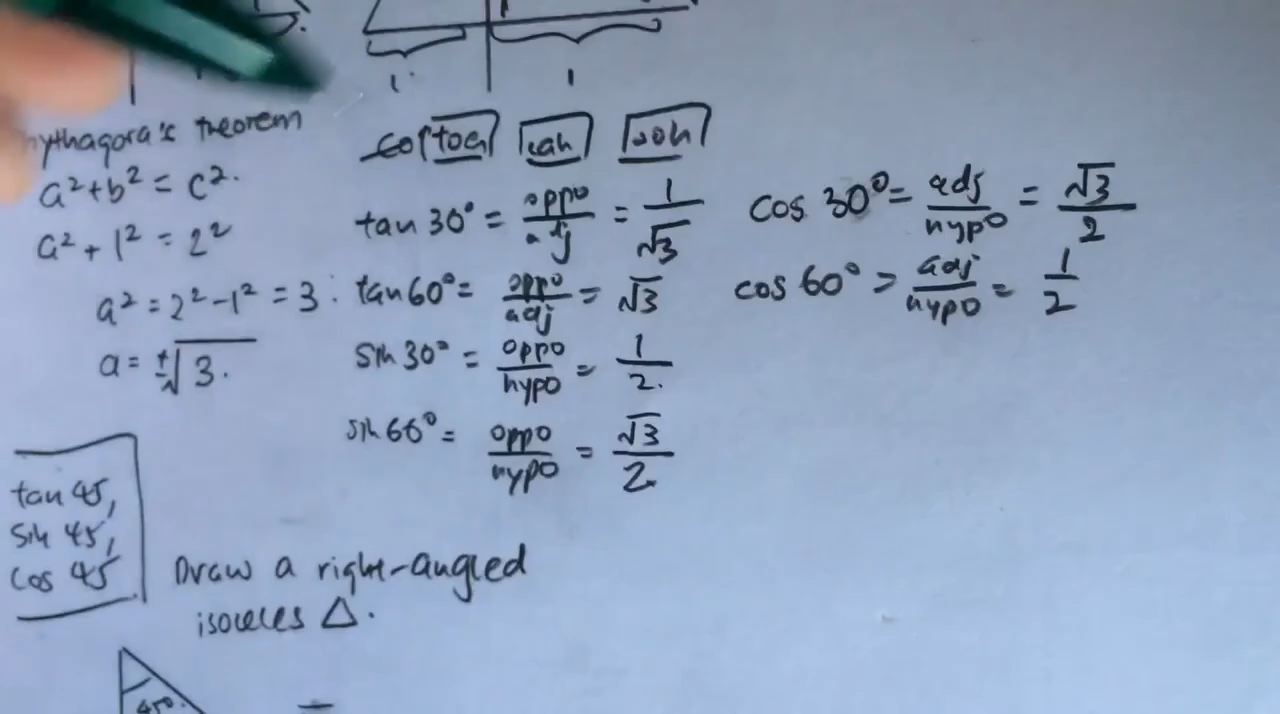 1 1
pythagora's theorem
a²+b² = c².
a² + 1² = 2²
a² = 2²-1² = 3 :
a = ±√3.
toa cah soh
tan 30° = oppo/adj = 1/√3
tan 60° = oppo/adj = √3
sin 30° = oppo/hypo = 1/2.
sin 60° = oppo/hypo = √3/2
cos 30° = adj/hypo = √3/2
cos 60° = adj/hypo = 1/2
tan 45,
sin 45,
cos 45
Draw a right-angled
isoceles Δ.
45°